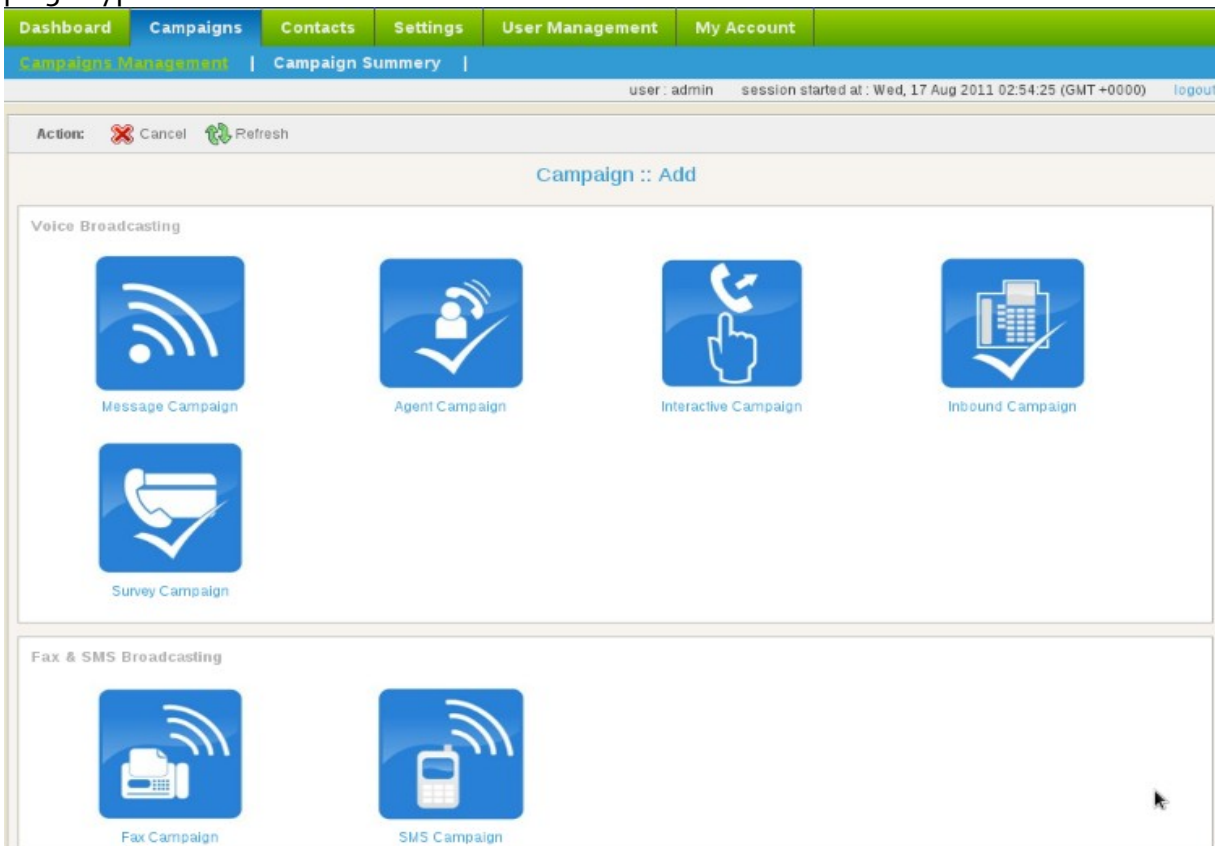 Dashboard Campaigns Contacts Settings User Management My Account
Campaigns Management | Campaign Summery |
user : admin session started at : Wed, 17 Aug 2011 02:54:25 (GMT +0000) logout
Action: Cancel Refresh
Campaign :: Add
Voice Broadcasting
Message Campaign Agent Campaign Interactive Campaign Inbound Campaign
Survey Campaign
Fax & SMS Broadcasting
Fax Campaign SMS Campaign